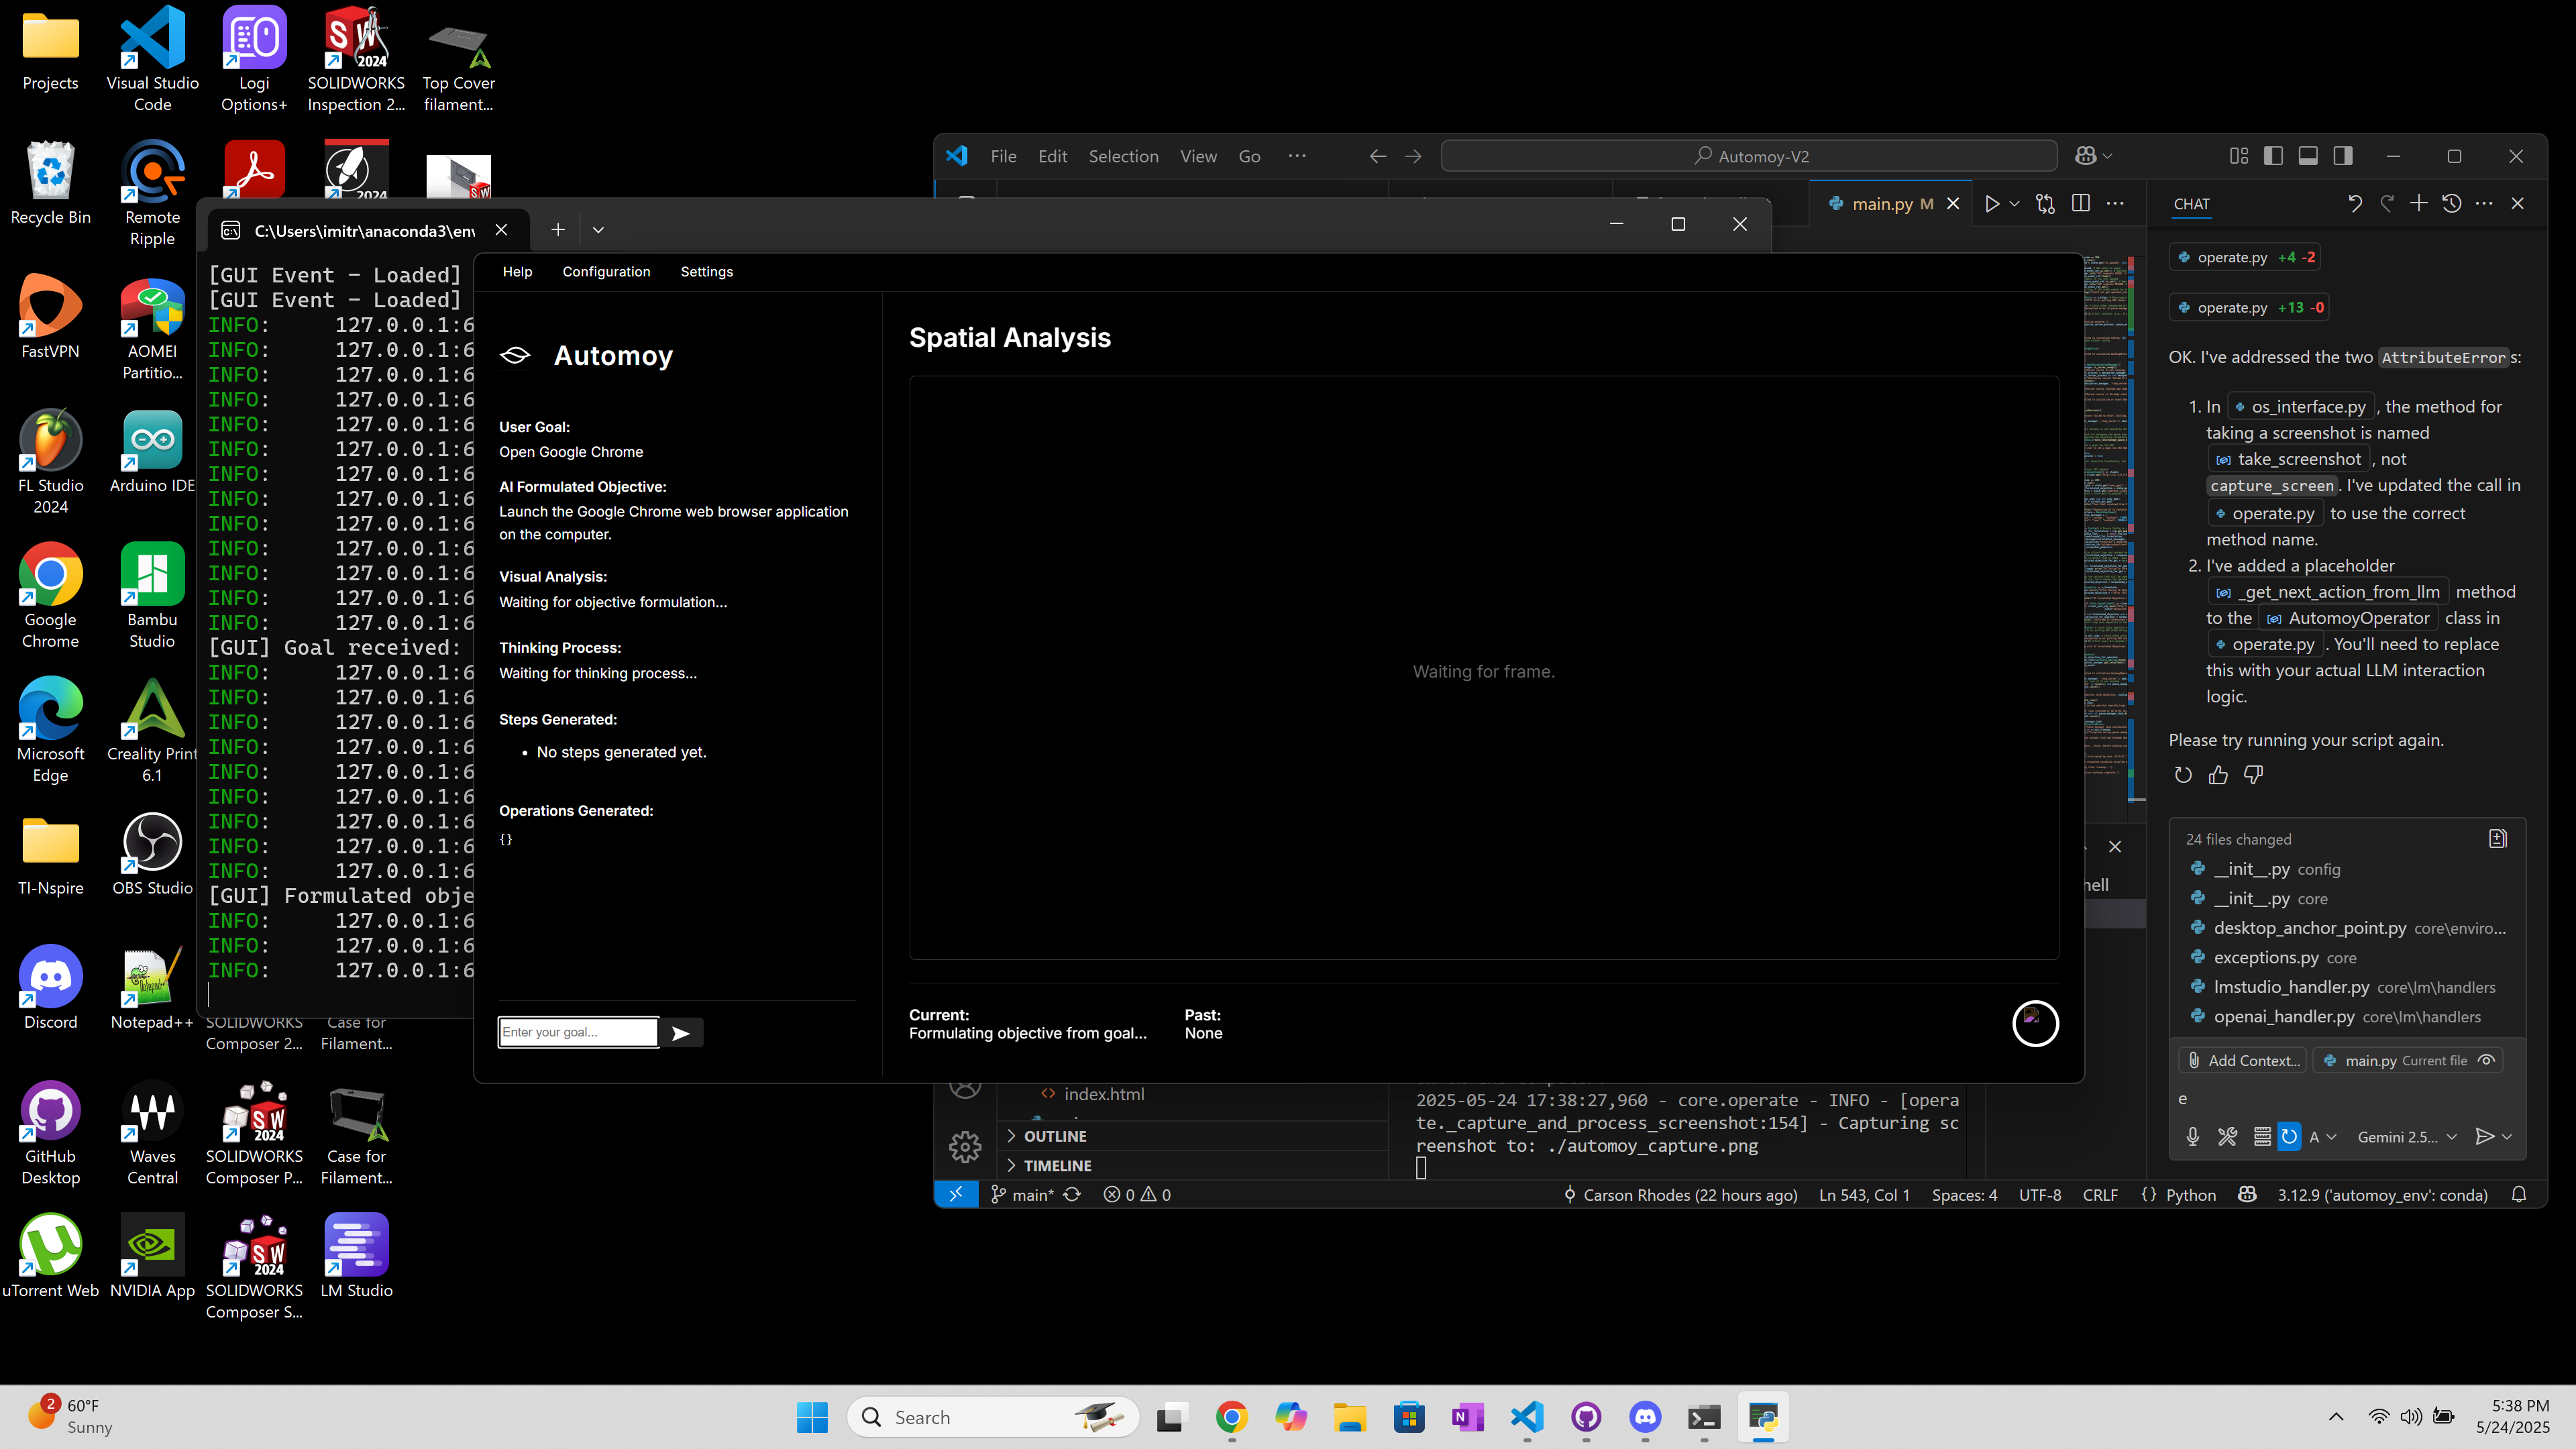 Projects
Visual Studio
Code
Logi
Options+
SOLIDWORKS
Inspection 2...
Top Cover
filament...
Recycle Bin
Remote
Ripple
FastVPN
AOMEI
Partitio...
FL Studio
2024
Arduino IDE
Google
Chrome
Bambu
Studio
Microsoft
Edge
Creality Print
6.1
TI-Nspire
OBS Studio
Discord
Notepad++
SOLIDWORKS
Composer 2...
Case for
Filament...
GitHub
Desktop
Waves
Central
SOLIDWORKS
Composer P...
Case for
Filament...
uTorrent Web
NVIDIA App
SOLIDWORKS
Composer S...
LM Studio
C:\Users\imitr\anaconda3\env
[GUI Event - Loaded]
[GUI Event - Loaded]
INFO: 127.0.0.1:6
INFO: 127.0.0.1:6
INFO: 127.0.0.1:6
INFO: 127.0.0.1:6
INFO: 127.0.0.1:6
INFO: 127.0.0.1:6
INFO: 127.0.0.1:6
INFO: 127.0.0.1:6
INFO: 127.0.0.1:6
INFO: 127.0.0.1:6
INFO: 127.0.0.1:6
INFO: 127.0.0.1:6
INFO: 127.0.0.1:6
[GUI] Goal received:
INFO: 127.0.0.1:6
INFO: 127.0.0.1:6
INFO: 127.0.0.1:6
INFO: 127.0.0.1:6
INFO: 127.0.0.1:6
INFO: 127.0.0.1:6
INFO: 127.0.0.1:6
INFO: 127.0.0.1:6
INFO: 127.0.0.1:6
[GUI] Formulated obje
INFO: 127.0.0.1:6
INFO: 127.0.0.1:6
INFO: 127.0.0.1:6
Help Configuration Settings
Automoy
User Goal:
Open Google Chrome
AI Formulated Objective:
Launch the Google Chrome web browser application
on the computer.
Visual Analysis:
Waiting for objective formulation...
Thinking Process:
Waiting for thinking process...
Steps Generated:
• No steps generated yet.
Operations Generated:
{}
Enter your goal...
Spatial Analysis
Waiting for frame.
Current:
Formulating objective from goal...
Past:
None
File Edit Selection View Go ···
Automoy-V2
main.py M
CHAT
operate.py +4 -2
operate.py +13 -0
OK. I've addressed the two AttributeErrors:
1. In os_interface.py, the method for
taking a screenshot is named
take_screenshot, not
capture_screen. I've updated the call in
operate.py to use the correct
method name.
2. I've added a placeholder
_get_next_action_from_llm method
to the AutomoyOperator class in
operate.py. You'll need to replace
this with your actual LLM interaction
logic.
Please try running your script again.
24 files changed
__init__.py config
__init__.py core
desktop_anchor_point.py core\enviro...
exceptions.py core
lmstudio_handler.py core\lm\handlers
openai_handler.py core\lm\handlers
Add Context... main.py Current file
e
A Gemini 2.5...
hell
index.html
OUTLINE
TIMELINE
2025-05-24 17:38:27,960 - core.operate - INFO - [opera
te._capture_and_process_screenshot:154] - Capturing sc
reenshot to: ./automoy_capture.png
main* 0 0
Carson Rhodes (22 hours ago) Ln 543, Col 1 Spaces: 4 UTF-8 CRLF {} Python 3.12.9 ('automoy_env': conda)
2
60°F
Sunny
Search
5:38 PM
5/24/2025